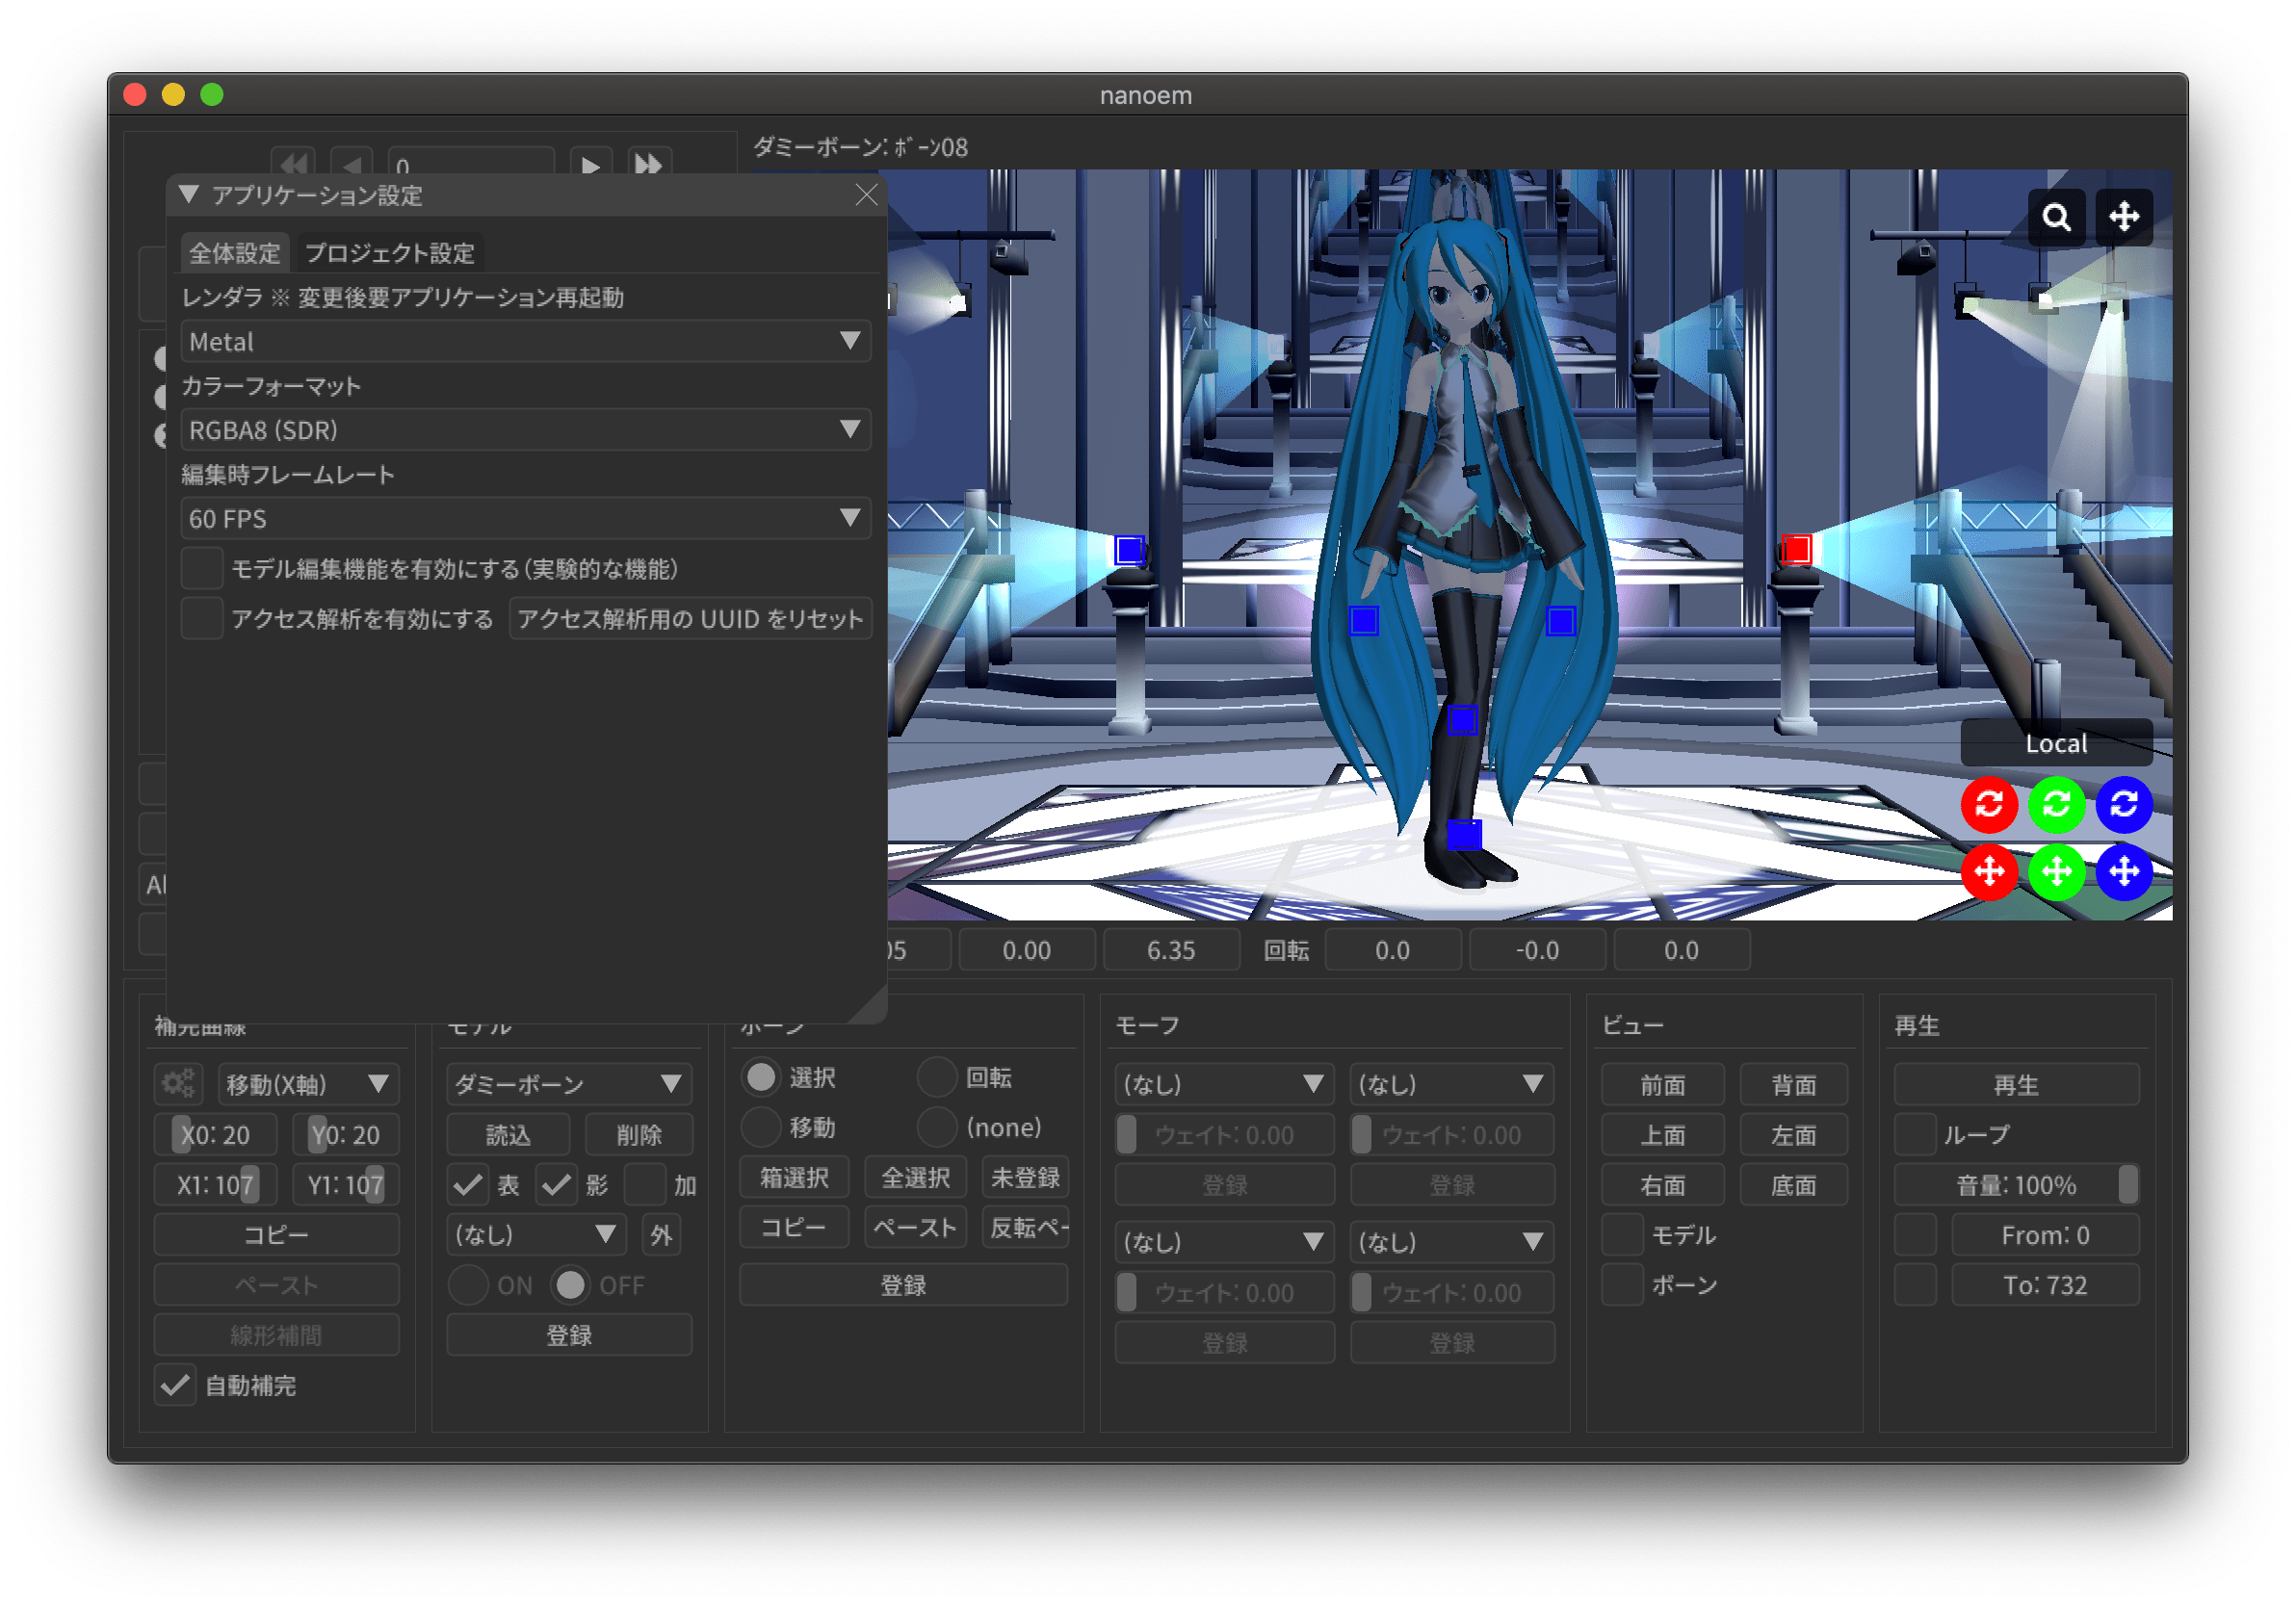 nanoem
ダミーボーン: ﾎﾞｰﾝ08
0
アプリケーション設定
全体設定 プロジェクト設定
レンダラ ※ 変更後要アプリケーション再起動
Metal
カラーフォーマット
RGBA8 (SDR)
編集時フレームレート
60 FPS
モデル編集機能を有効にする(実験的な機能)
アクセス解析を有効にする アクセス解析用の UUID をリセット
Local
0.00 6.35 回転 0.0 -0.0 0.0
補完曲線 モデル ボーン モーフ ビュー 再生
移動(X軸)
X0: 20 Y0: 20
X1: 107 Y1: 107
コピー
ペースト
線形補間
自動補完
ダミーボーン
読込 削除
表 影 加
(なし) 外
ON OFF
登録
選択 回転
移動 (none)
箱選択 全選択 未登録
コピー ペースト 反転ペー
登録
(なし) (なし)
ウェイト: 0.00 ウェイト: 0.00
登録 登録
(なし) (なし)
ウェイト: 0.00 ウェイト: 0.00
登録 登録
前面 背面
上面 左面
右面 底面
モデル
ボーン
再生
ループ
音量: 100%
From: 0
To: 732